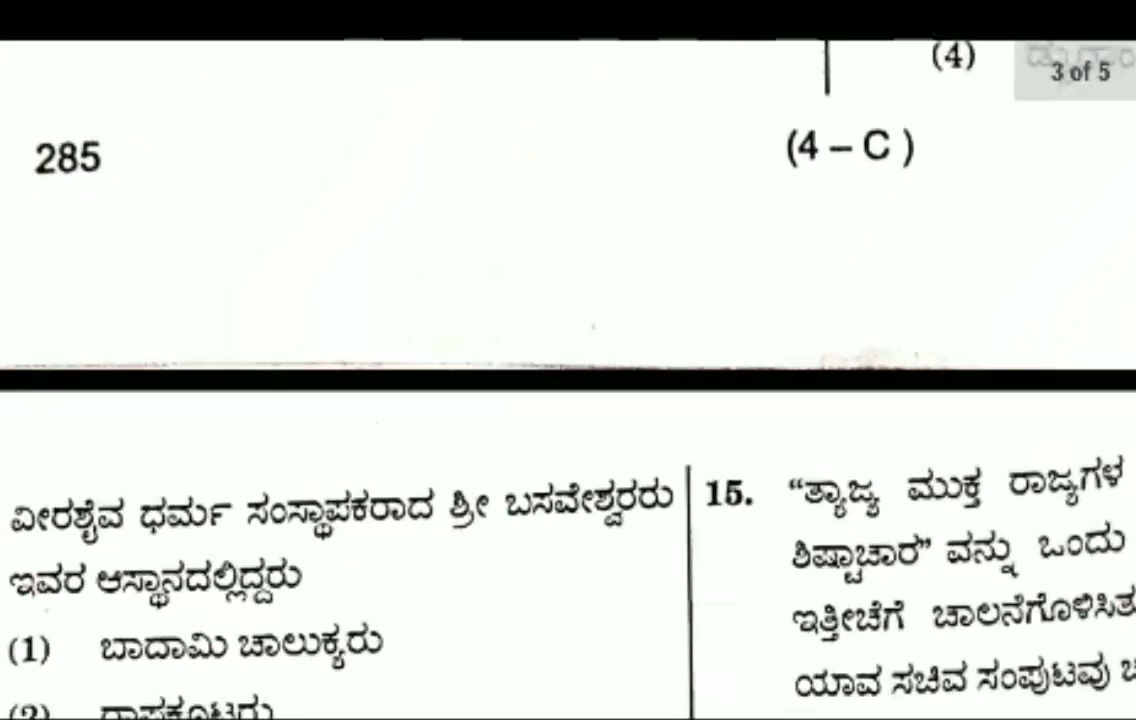 (4)
3 of 5
285
(4 – C )
ವೀರಶೈವ ಧರ್ಮ ಸಂಸ್ಥಾಪಕರಾದ ಶ್ರೀ ಬಸವೇಶ್ವರರು
ಇವರ ಆಸ್ಥಾನದಲ್ಲಿದ್ದರು
(1) ಬಾದಾಮಿ ಚಾಲುಕ್ಯರು
(2)
15. “ತ್ಯಾಜ್ಯ ಮುಕ್ತ ರಾಜ್ಯಗಳ
ಶಿಷ್ಟಾಚಾರ” ವನ್ನು ಒಂದು
ಇತ್ತೀಚೆಗೆ ಚಾಲನೆಗೊಳಿಸಿತ
ಯಾವ ಸಚಿವ ಸಂಪುಟವು